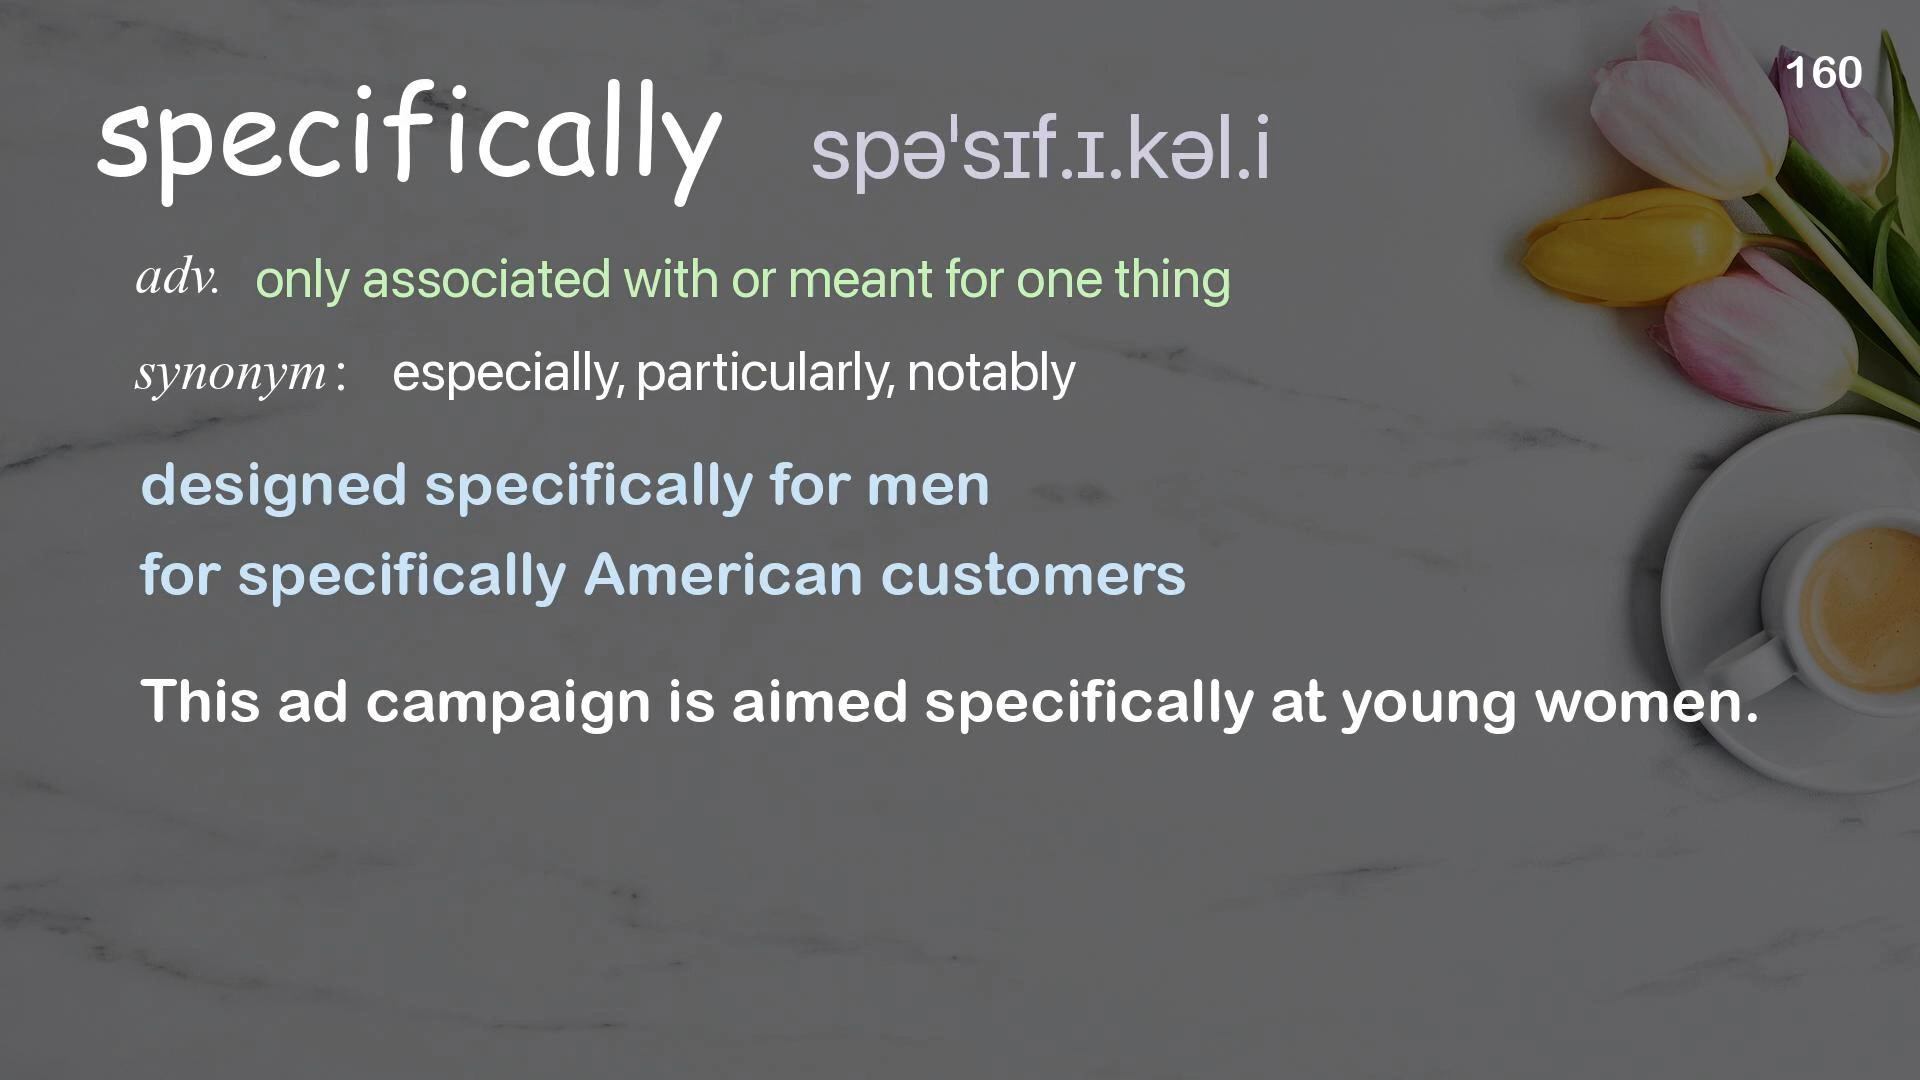 160
specifically spəˈsɪf.ɪ.kəl.i
adv. only associated with or meant for one thing
synonym : especially, particularly, notably
designed specifically for men
for specifically American customers
This ad campaign is aimed specifically at young women.